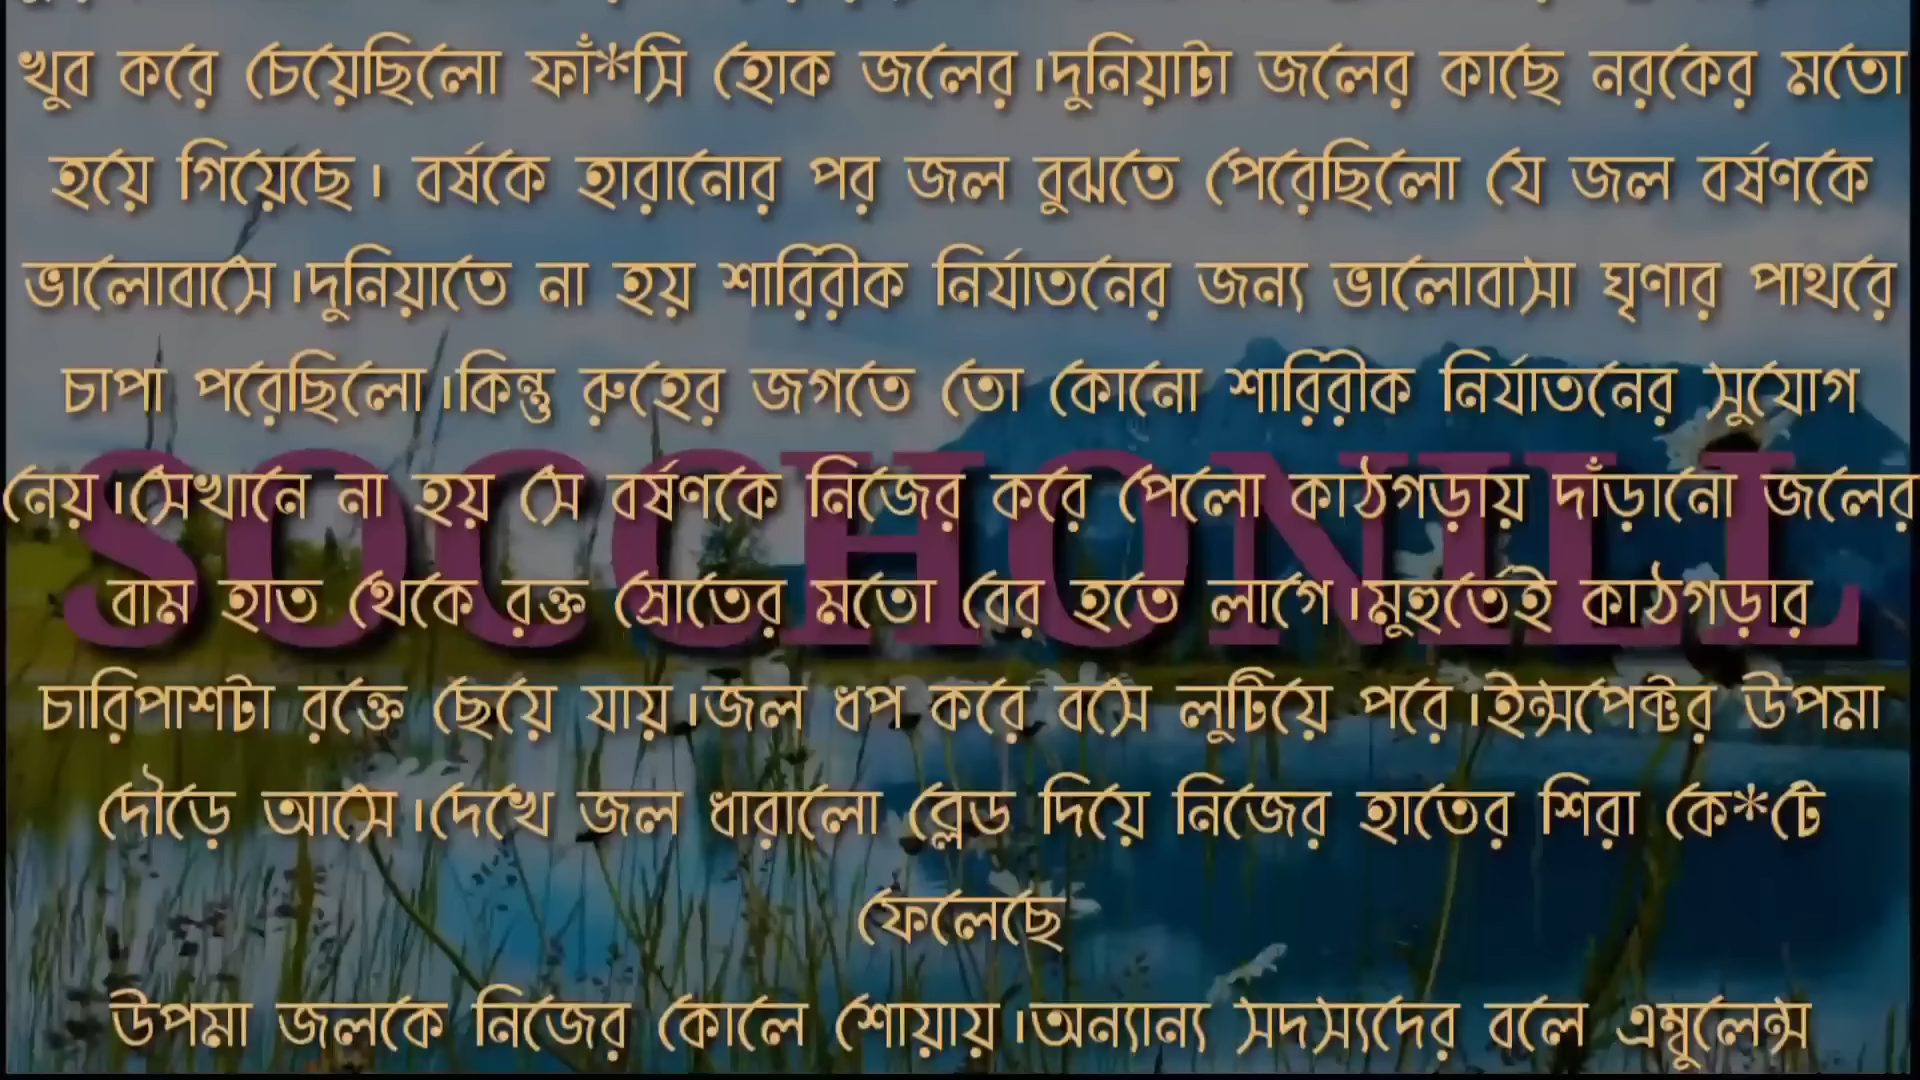 খুব করে চেয়েছিলো ফাঁ*সি হোক জলের।দুনিয়াটা জলের কাছে নরকের মতো
হয়ে গিয়েছে। বর্ষকে হারানোর পর জল বুঝতে পেরেছিলো যে জল বর্ষণকে
ভালোবাসে।দুনিয়াতে না হয় শারিরীক নির্যাতনের জন্য ভালোবাসা ঘৃণার পাথরে
চাপা পরেছিলো।কিন্তু রুহের জগতে তো কোনো শারিরীক নির্যাতনের সুযোগ
নেয়।সেখানে না হয় সে বর্ষণকে নিজের করে পেলো কাঠগড়ায় দাঁড়ানো জলের
SOCCHONILL
বাম হাত থেকে রক্ত স্রোতের মতো বের হতে লাগে।মুহুর্তেই কাঠগড়ার
চারিপাশটা রক্তে ছেয়ে যায়।জল ধপ করে বসে লুটিয়ে পরে।ইন্সপেক্টর উপমা
দৌড়ে আসে।দেখে জল ধারালো ব্লেড দিয়ে নিজের হাতের শিরা কে*টে
ফেলেছে
উপমা জলকে নিজের কোলে শোয়ায়।অন্যান্য সদস্যদের বলে এম্বুলেন্স